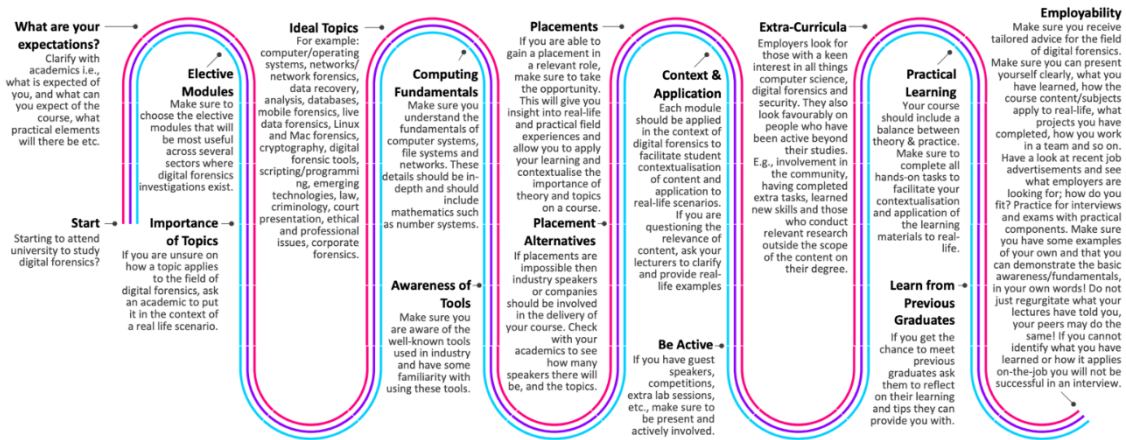 What are your
expectations?
Clarify with
academics i.e.,
what is expected of
you, and what can
you expect of the
course, what
practical elements
will there be etc.
Start
Starting to attend
university to study
digital forensics?
Elective
Modules
Make sure to
choose the elective
modules that will
be most useful
across several
sectors where
digital forensics
investigations exist.
Importance
of Topics
If you are unsure on
how a topic applies
to the field of
digital forensics, ask
an academic to put
it in the context of
a real life scenario.
Ideal Topics
For example:
computer/operating
systems, networks/
network forensics,
data recovery,
analysis, databases,
mobile forensics, live
data forensics, Linux
and Mac forensics,
cryptography, digital
forensic tools,
scripting/programmi
ng, emerging
technologies, law,
criminology, court
presentation, ethical
and professional
issues, corporate
forensics.
Computing
Fundamentals
Make sure you
understand the
fundamentals of
computer systems,
file systems and
networks. These
details should be in-
depth and should
include
mathematics such
as number systems.
Awareness of
Tools
Make sure you
are aware of the
well-known tools
used in industry
and have some
familiarity with
using these tools.
Placements
If you are able to
gain a placement in
a relevant role,
make sure to take
the opportunity.
This will give you
insight into real-life
and practical field
experiences and
allow you to apply
your learning and
contextualise the
importance of
theory and topics
on a course.
Placement
Alternatives
If placements are
impossible then
industry speakers
or companies
should be involved
in the delivery of
your course. Check
with your
academics to see
how many
speakers there will
be, and the topics.
Context &
Application
Each module
should be applied
in the context of
digital forensics to
facilitate student
contextualisation
of content and
application to
real-life scenarios.
If you are
questioning the
relevance of
content, ask your
lecturers to clarify
and provide real-
life examples
Be Active
If you have guest
speakers,
competitions,
extra lab sessions,
etc., make sure to
be present and
actively involved.
Extra-Curricula
Employers look for
those with a keen
interest in all things
computer science,
digital forensics and
security. They also
look favourably on
people who have
been active beyond
their studies.
E.g., involvement in
the community,
having completed
extra tasks, learned
new skills and those
who conduct
relevant research
outside the scope
of the content on
their degree.
Practical
Learning
Your course
should include a
balance between
theory & practice.
Make sure to
complete all
hands-on tasks to
facilitate your
contextualisation
and application of
the learning
materials to real-
life.
Learn from
Previous
Graduates
If you get the
chance to meet
previous
graduates ask
them to reflect
on their learning
and tips they can
provide you with.
Employability
Make sure you receive
tailored advice for the field
of digital forensics.
Make sure you can present
yourself clearly, what you
have learned, how the
course content/subjects
apply to real-life, what
projects you have
completed, how you work
in a team and so on.
Have a look at recent job
advertisements and see
what employers are
looking for; how do you
fit? Practice for interviews
and exams with practical
components. Make sure
you have some examples
of your own and that you
can demonstrate the basic
awareness/fundamentals,
in your own words! Do not
just regurgitate what your
lectures have told you,
your peers may do the
same! If you cannot
identify what you have
learned or how it applies
on-the-job you will not be
successful in an interview.